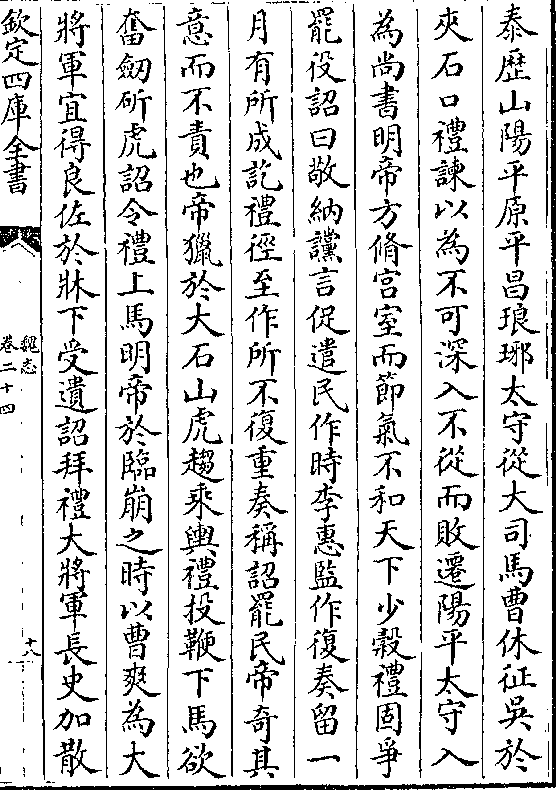 泰歷山陽平原平昌琅琊太守從大司馬曹休征吳於
夾石口禮諫以為不可深入不從而敗遷陽平太守入
為尚書明帝方脩宮室而節氣不和天下少穀禮固爭
罷役詔曰敬納讜言促遣民作時李惠監作復奏留一
月有所成訖禮徑至作所不復重奏稱詔罷民帝奇其
意而不責也帝獵於大石山虎趨乘輿禮投鞭下馬欲
奮劒斫虎詔令禮上馬明帝於臨崩之時以曹爽為大
將軍宜得良佐於牀下受遺詔拜禮大將軍長史加散
欽定四庫全書
魏志
卷二十四
十八